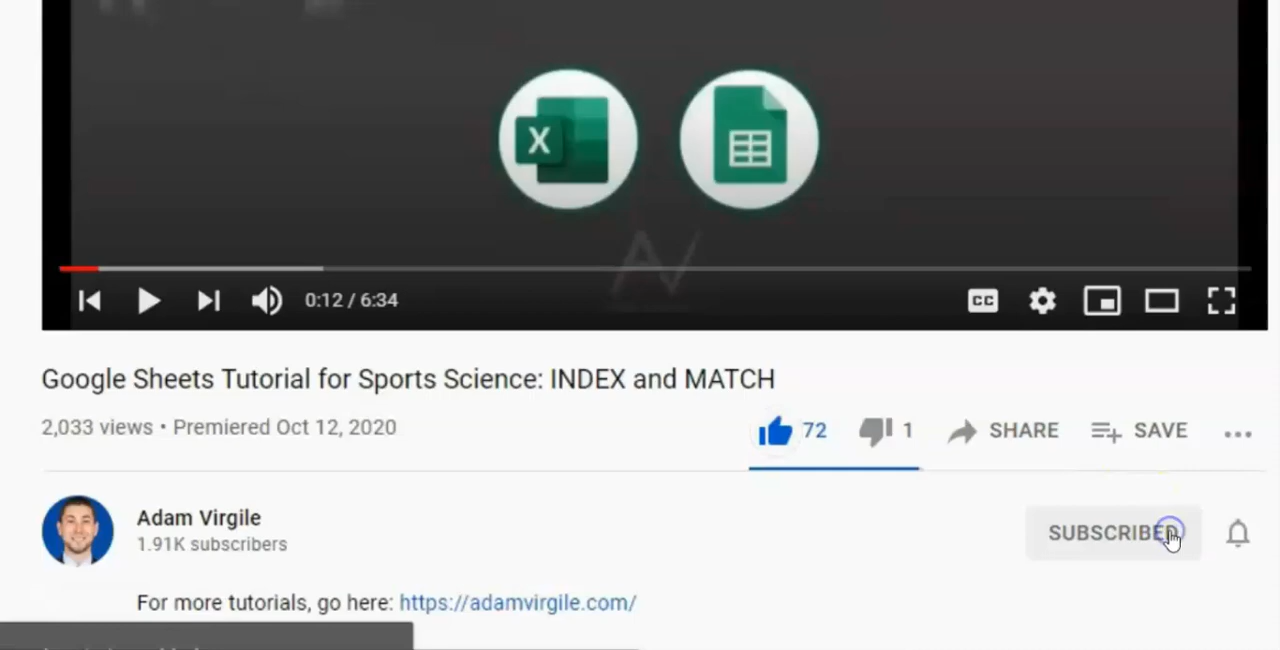 X
AV
0:12 / 6:34
CC
Google Sheets Tutorial for Sports Science: INDEX and MATCH
2,033 views • Premiered Oct 12, 2020
72
1
SHARE
SAVE
Adam Virgile
1.91K subscribers
SUBSCRIBED
For more tutorials, go here: https://adamvirgile.com/